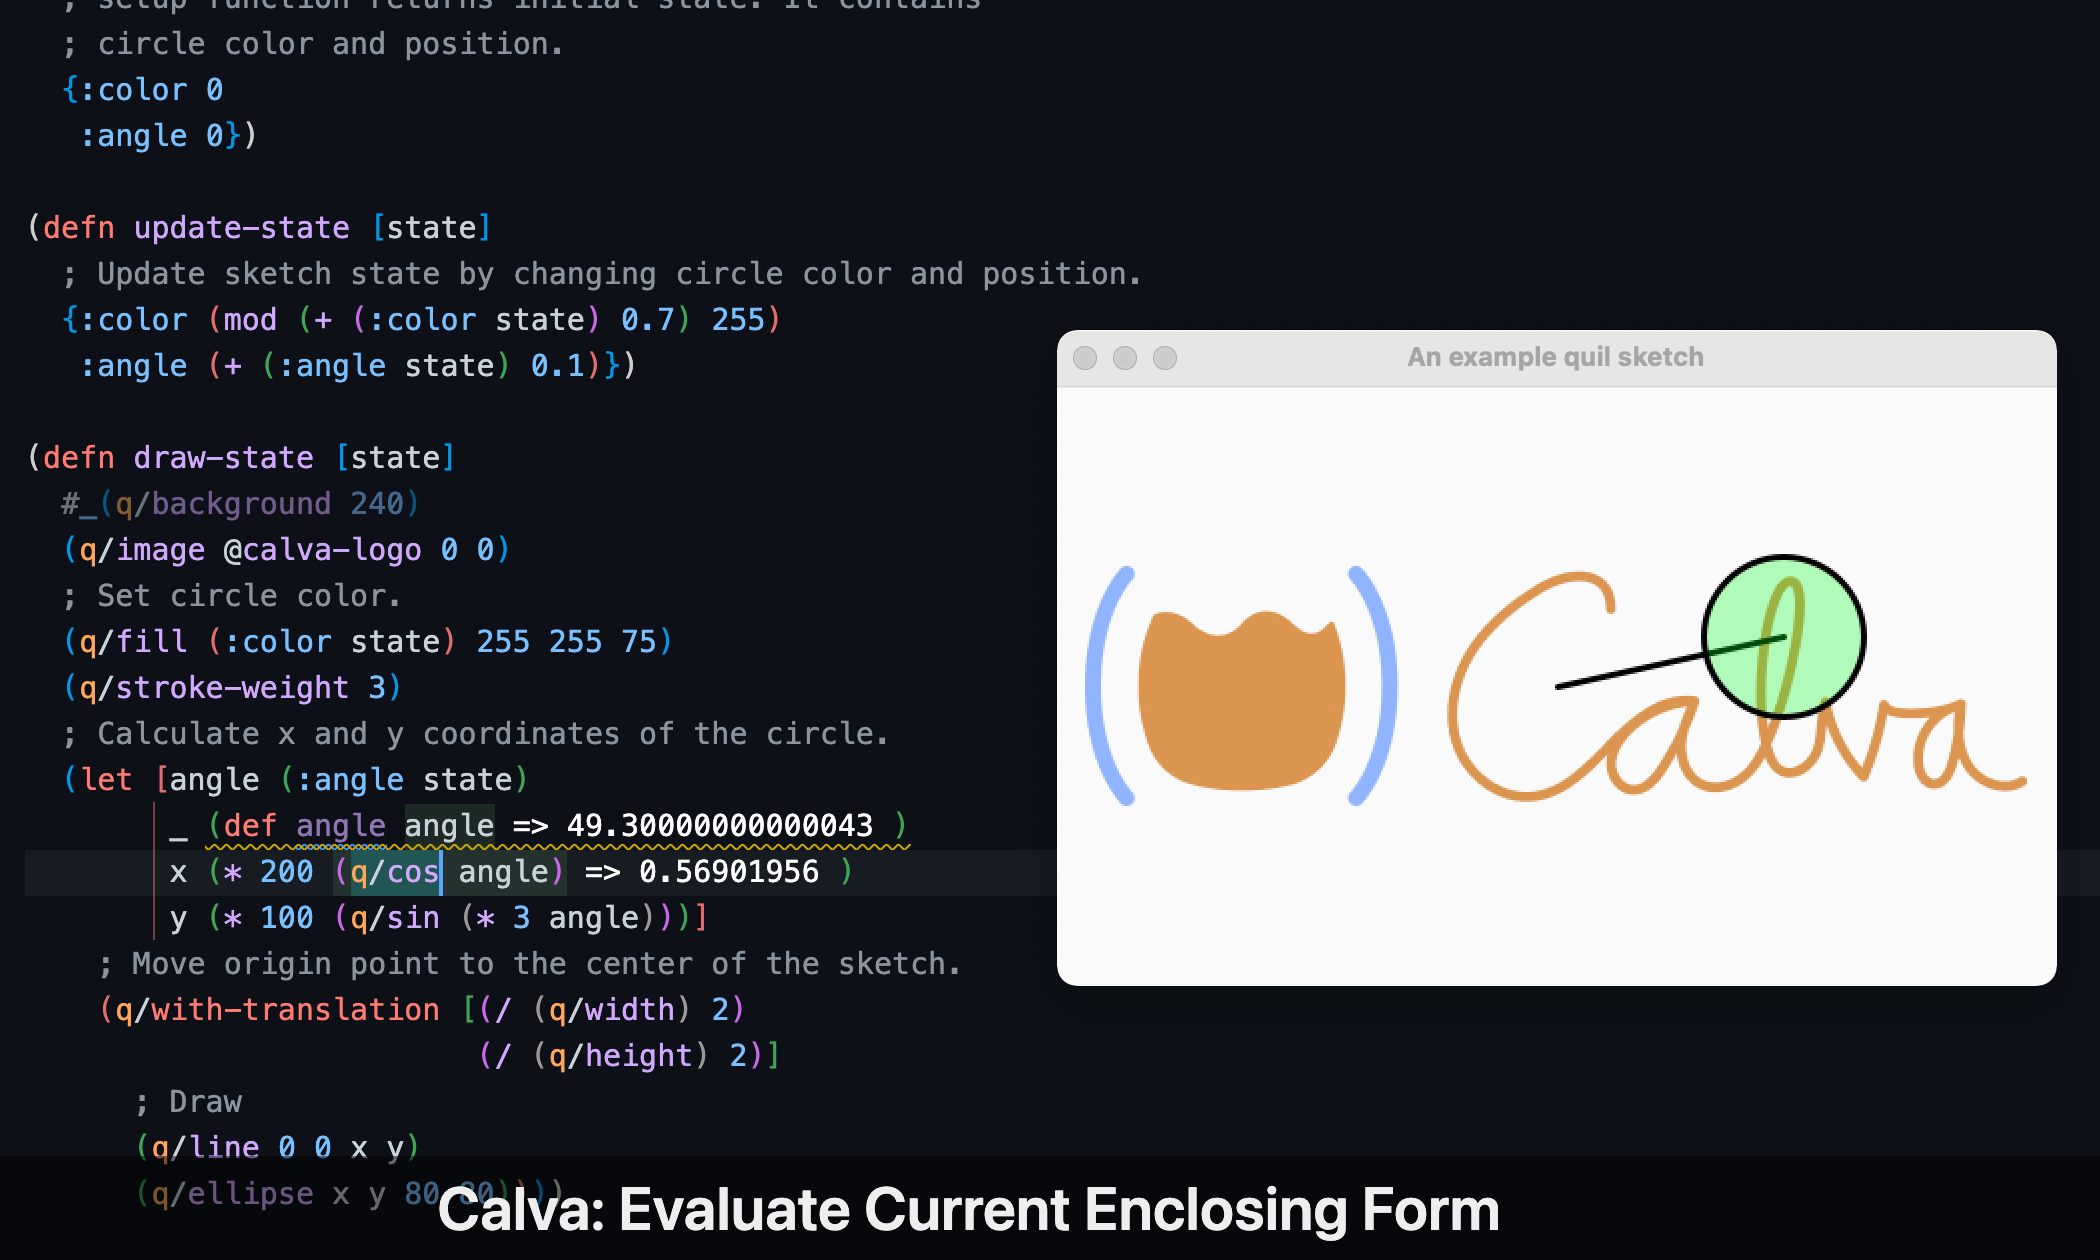 ; setup function returns initial state. It contains
; circle color and position.
{:color 0
:angle 0})
(defn update-state [state]
; Update sketch state by changing circle color and position.
{:color (mod (+ (:color state) 0.7) 255)
:angle (+ (:angle state) 0.1)})
(defn draw-state [state]
#_(q/background 240)
(q/image @calva-logo 0 0)
; Set circle color.
(q/fill (:color state) 255 255 75)
(q/stroke-weight 3)
; Calculate x and y coordinates of the circle.
(let [angle (:angle state)
_ (def angle angle => 49.30000000000043 )
x (* 200 (q/cos angle) => 0.56901956 )
y (* 100 (q/sin (* 3 angle)))]
; Move origin point to the center of the sketch.
(q/with-translation [(/ (q/width) 2)
(/ (q/height) 2)]
; Draw
(q/line 0 0 x y)
(q/ellipse x y 80 80))))
An example quil sketch
( ) Calva
Calva: Evaluate Current Enclosing Form